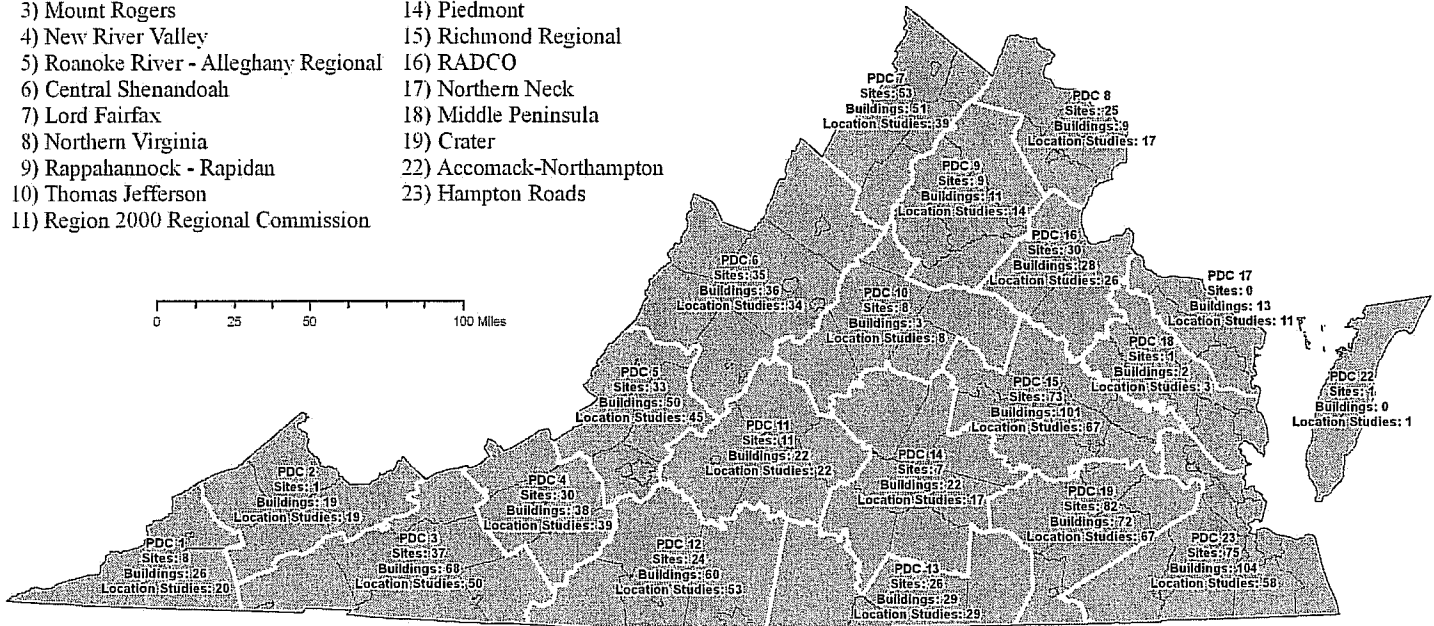 3) Mount Rogers
4) New River Valley
5) Roanoke River - Alleghany Regional
6) Central Shenandoah
7) Lord Fairfax
8) Northern Virginia
9) Rappahannock - Rapidan
10) Thomas Jefferson
11) Region 2000 Regional Commission
14) Piedmont
15) Richmond Regional
16) RADCO
17) Northern Neck
18) Middle Peninsula
19) Crater
22) Accomack-Northampton
23) Hampton Roads
0 25 50 100 Miles
PDC 7
Sites: 53
Buildings: 51
Location Studies: 39
PDC 8
Sites: 25
Buildings: 9
Location Studies: 17
PDC 9
Sites: 9
Buildings: 11
Location Studies: 14
PDC 16
Sites: 30
Buildings: 28
Location Studies: 26
PDC 6
Sites: 35
Buildings: 36
Location Studies: 34
PDC 10
Sites: 8
Buildings: 3
Location Studies: 8
PDC 17
Sites: 0
Buildings: 13
Location Studies: 11
PDC 18
Sites: 1
Buildings: 2
Location Studies: 3
PDC 22
Sites: 1
Buildings: 0
Location Studies: 1
PDC 5
Sites: 33
Buildings: 50
Location Studies: 45
PDC 15
Sites: 73
Buildings: 101
Location Studies: 67
PDC 11
Sites: 11
Buildings: 22
Location Studies: 22
PDC 14
Sites: 7
Buildings: 22
Location Studies: 17
PDC 2
Sites: 1
Buildings: 19
Location Studies: 19
PDC 4
Sites: 30
Buildings: 38
Location Studies: 39
PDC 19
Sites: 82
Buildings: 72
Location Studies: 67
PDC 1
Sites: 8
Buildings: 26
Location Studies: 20
PDC 3
Sites: 37
Buildings: 68
Location Studies: 50
PDC 12
Sites: 24
Buildings: 60
Location Studies: 53
PDC 13
Sites: 26
Buildings: 29
Location Studies: 29
PDC 23
Sites: 75
Buildings: 104
Location Studies: 58